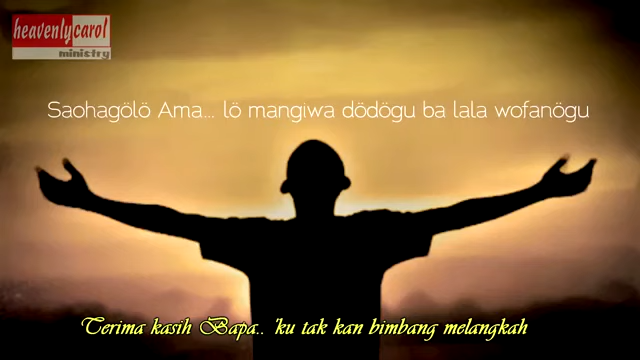 heavenlycarol
ministry
Saohagölö Ama... lö mangiwa dödögu ba lala wofanögu
Terima kasih Bapa.. 'ku tak kan bimbang melangkah